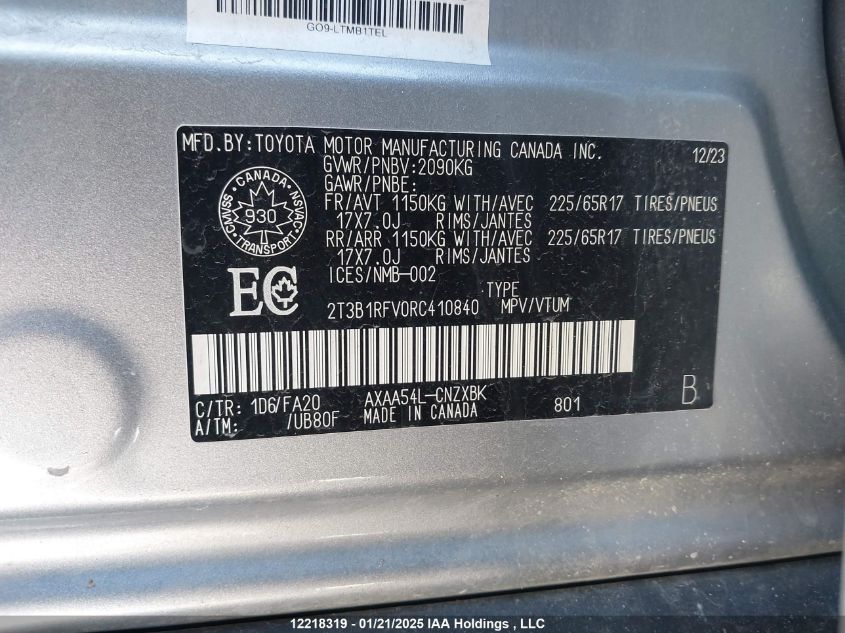 GO9-LTMB1TEL
MFD.BY:TOYOTA MOTOR MANUFACTURING CANADA INC. 12/23
GVWR/PNBV:2090KG
GAWR/PNBE:
FR/AVT 1150KG WITH/AVEC 225/65R17 TIRES/PNEUS
17X7.0J RIMS/JANTES
RR/ARR 1150KG WITH/AVEC 225/65R17 TIRES/PNEUS
17X7.0J RIMS/JANTES
ICES/NMB-002
CANADA
CMVSS 930 NSVAC
TRANSPORT
EC
TYPE
2T3B1RFV0RC410840 MPV/VTUM
C/TR: 1D6/FA20 AXAA54L-CNZXBK 801 B
A/TM: /UB80F MADE IN CANADA
12218319 - 01/21/2025 IAA Holdings , LLC